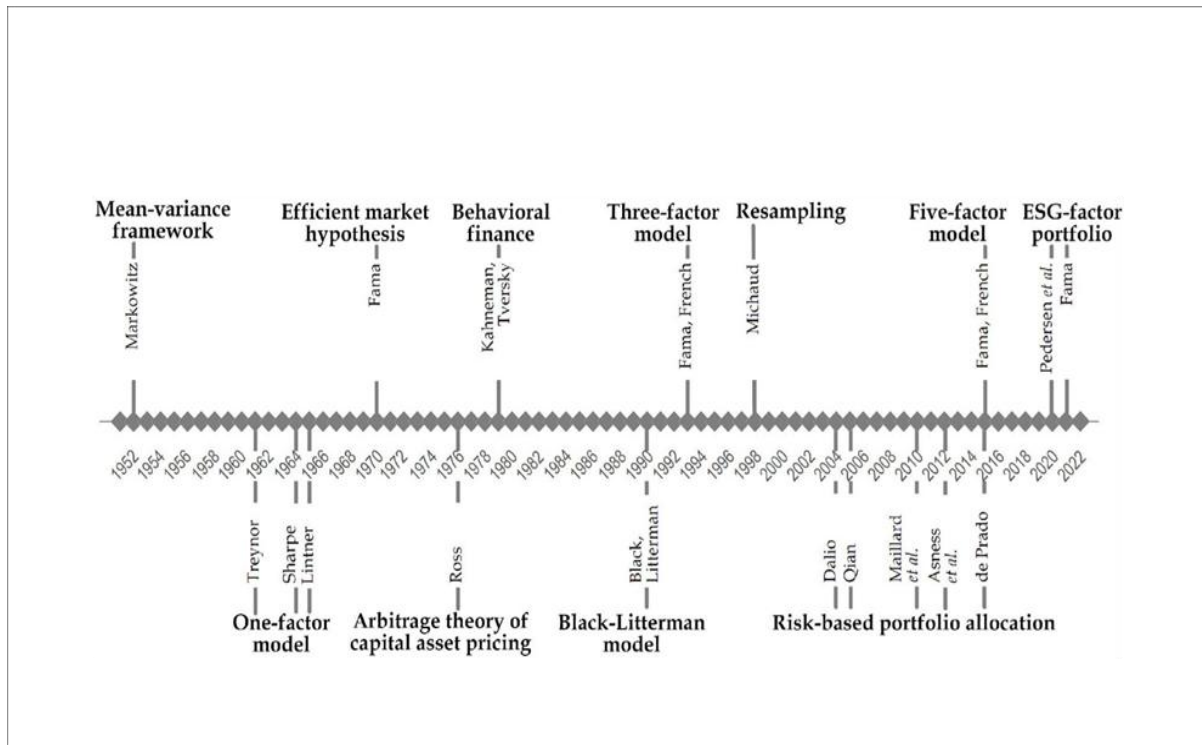 Mean-variance
framework
Efficient market
hypothesis
Behavioral
finance
Three-factor
model
Resampling
Five-factor
model
ESG-factor
portfolio
Markowitz
Fama
Kahneman,
Tversky
Fama, French
Michaud
Fama, French
Pedersen et al.
Fama
1952
1954
1956
1958
1960
1962
1964
1966
1968
1970
1972
1974
1976
1978
1980
1982
1984
1986
1988
1990
1992
1994
1996
1998
2000
2002
2004
2006
2008
2010
2012
2014
2016
2018
2020
2022
Treynor
Sharpe
Lintner
Ross
Black,
Litterman
Dalio
Qian
Maillard
et al.
Asness
et al.
de Prado
One-factor
model
Arbitrage theory of
capital asset pricing
Black-Litterman
model
Risk-based portfolio allocation